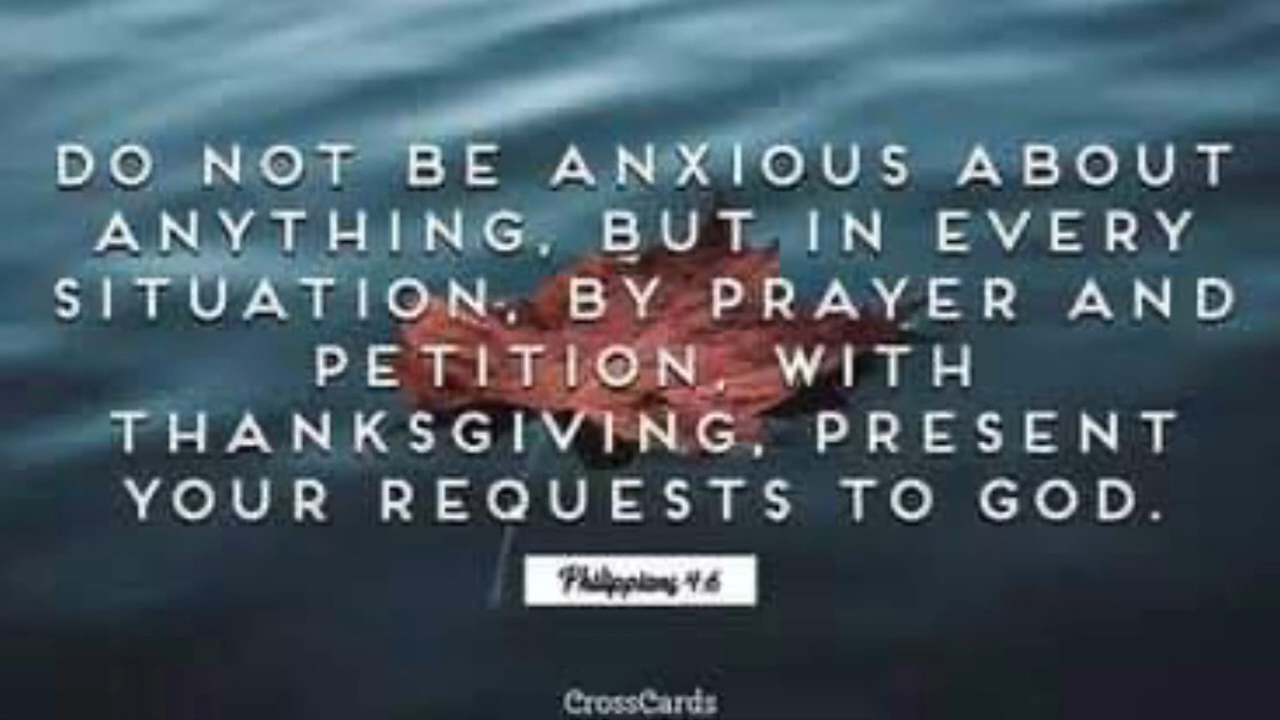 DO NOT BE ANXIOUS ABOUT
ANYTHING, BUT IN EVERY
SITUATION, BY PRAYER AND
PETITION, WITH
THANKSGIVING, PRESENT
YOUR REQUESTS TO GOD.
Philippians 4:6
CrossCards